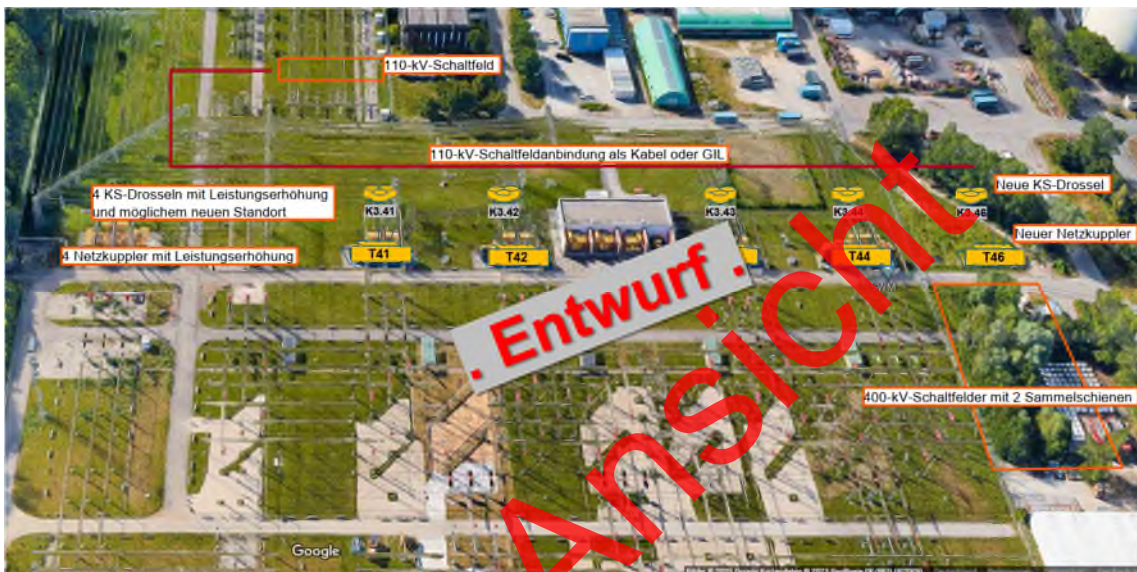 110-kV-Schaltfeld
110-kV-Schaltfeldanbindung als Kabel oder GIL
4 KS-Drosseln mit Leistungserhöhung
und möglichem neuen Standort
Neue KS-Drossel
K3.41
K3.42
K3.43
K3.44
K3.46
Neuer Netzkuppler
4 Netzkuppler mit Leistungserhöhung
T41
T42
T44
T46
. Entwurf .
Ansicht
400-kV-Schaltfelder mit 2 Sammelschienen
Google